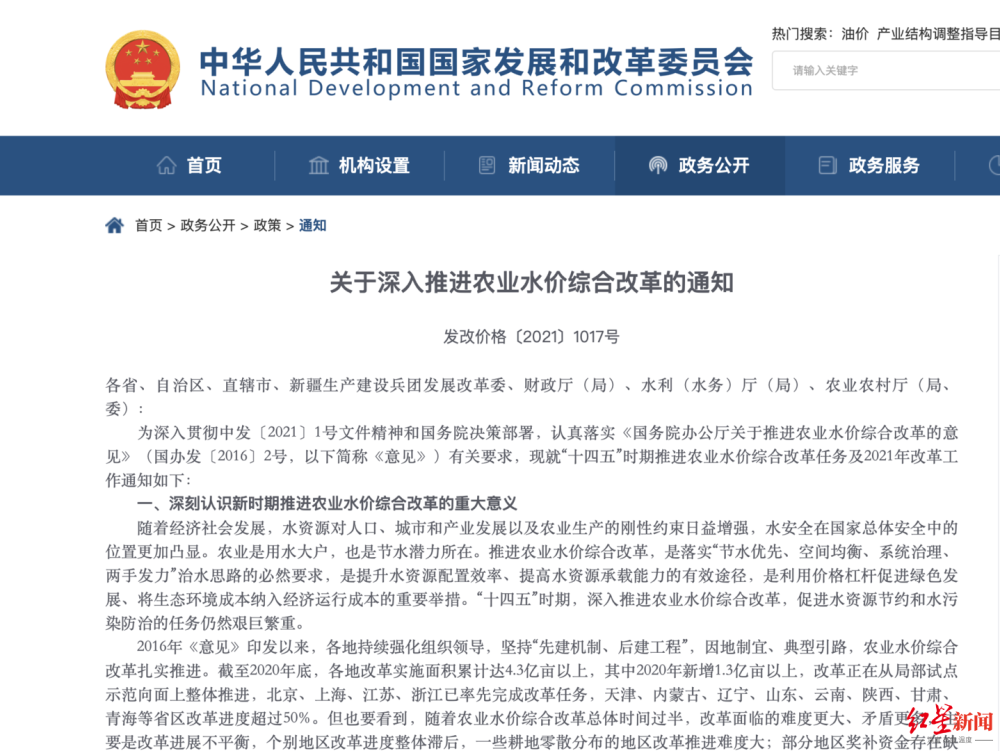 中华人民共和国国家发展和改革委员会
National Development and Reform Commission
热门搜索：油价 产业结构调整指导目
请输入关键字
首页 机构设置 新闻动态 政务公开 政务服务
首页 > 政务公开 > 政策 > 通知
关于深入推进农业水价综合改革的通知
发改价格〔2021〕1017号
各省、自治区、直辖市、新疆生产建设兵团发展改革委、财政厅（局）、水利（水务）厅（局）、农业农村厅（局、
委）：
为深入贯彻中发〔2021〕1号文件精神和国务院决策部署，认真落实《国务院办公厅关于推进农业水价综合改革的意
见》（国办发〔2016〕2号，以下简称《意见》）有关要求，现就“十四五”时期推进农业水价综合改革任务及2021年改革工
作通知如下：
一、深刻认识新时期推进农业水价综合改革的重大意义
随着经济社会发展，水资源对人口、城市和产业发展以及农业生产的刚性约束日益增强，水安全在国家总体安全中的
位置更加凸显。农业是用水大户，也是节水潜力所在。推进农业水价综合改革，是落实“节水优先、空间均衡、系统治理、
两手发力”治水思路的必然要求，是提升水资源配置效率、提高水资源承载能力的有效途径，是利用价格杠杆促进绿色发
展、将生态环境成本纳入经济运行成本的重要举措。“十四五”时期，深入推进农业水价综合改革，促进水资源节约和水污
染防治的任务仍然艰巨繁重。
2016年《意见》印发以来，各地持续强化组织领导，坚持“先建机制、后建工程”，因地制宜、典型引路，农业水价综合
改革扎实推进。截至2020年底，各地改革实施面积累计达4.3亿亩以上，其中2020年新增1.3亿亩以上，改革正在从局部试点
示范向面上整体推进，北京、上海、江苏、浙江已率先完成改革任务，天津、内蒙古、辽宁、山东、云南、陕西、甘肃、
青海等省区改革进度超过50%。但也要看到，随着农业水价综合改革总体时间过半，改革面临的难度更大、矛盾更
要是改革进展不平衡，个别地区改革进度整体滞后，一些耕地零散分布的地区改革推进难度大；部分地区奖补资金存在缺
红星新闻